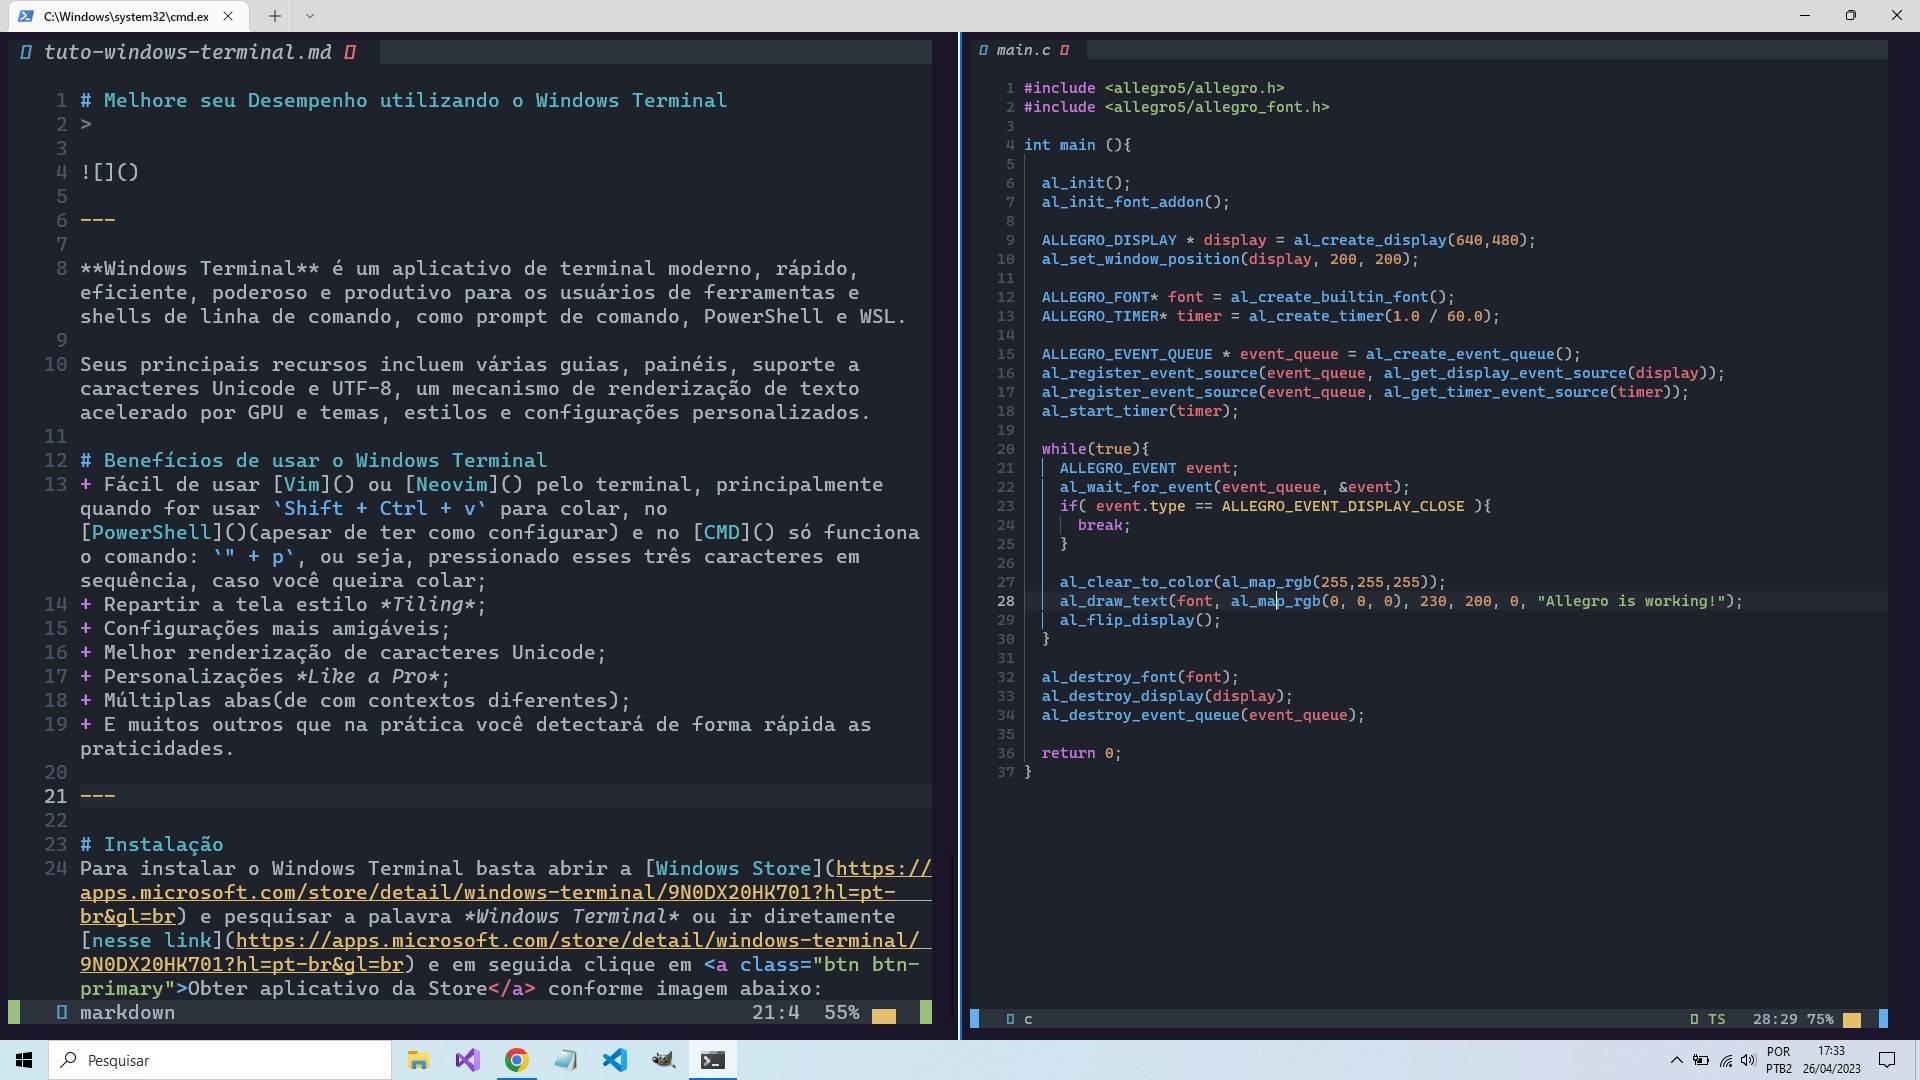 C:\Windows\system32\cmd.ex
tuto-windows-terminal.md
1 # Melhore seu Desempenho utilizando o Windows Terminal
2 >
3
4 ![]()
5
6 ---
7
8 **Windows Terminal** é um aplicativo de terminal moderno, rápido,
eficiente, poderoso e produtivo para os usuários de ferramentas e
shells de linha de comando, como prompt de comando, PowerShell e WSL.
9
10 Seus principais recursos incluem várias guias, painéis, suporte a
caracteres Unicode e UTF-8, um mecanismo de renderização de texto
acelerado por GPU e temas, estilos e configurações personalizados.
11
12 # Benefícios de usar o Windows Terminal
13 + Fácil de usar [Vim]() ou [Neovim]() pelo terminal, principalmente
quando for usar `Shift + Ctrl + v` para colar, no
[PowerShell]()(apesar de ter como configurar) e no [CMD]() só funciona
o comando: `" + p`, ou seja, pressionado esses três caracteres em
sequência, caso você queira colar;
14 + Repartir a tela estilo *Tiling*;
15 + Configurações mais amigáveis;
16 + Melhor renderização de caracteres Unicode;
17 + Personalizações *Like a Pro*;
18 + Múltiplas abas(de com contextos diferentes);
19 + E muitos outros que na prática você detectará de forma rápida as
praticidades.
20
21 ---
22
23 # Instalação
24 Para instalar o Windows Terminal basta abrir a [Windows Store](https://
apps.microsoft.com/store/detail/windows-terminal/9N0DX20HK701?hl=pt-
br&gl=br) e pesquisar a palavra *Windows Terminal* ou ir diretamente
[nesse link](https://apps.microsoft.com/store/detail/windows-terminal/
9N0DX20HK701?hl=pt-br&gl=br) e em seguida clique em <a class="btn btn-
primary">Obter aplicativo da Store</a> conforme imagem abaixo:
markdown 21:4 55%
main.c
1 #include <allegro5/allegro.h>
2 #include <allegro5/allegro_font.h>
3
4 int main (){
5
6 al_init();
7 al_init_font_addon();
8
9 ALLEGRO_DISPLAY * display = al_create_display(640,480);
10 al_set_window_position(display, 200, 200);
11
12 ALLEGRO_FONT* font = al_create_builtin_font();
13 ALLEGRO_TIMER* timer = al_create_timer(1.0 / 60.0);
14
15 ALLEGRO_EVENT_QUEUE * event_queue = al_create_event_queue();
16 al_register_event_source(event_queue, al_get_display_event_source(display));
17 al_register_event_source(event_queue, al_get_timer_event_source(timer));
18 al_start_timer(timer);
19
20 while(true){
21 ALLEGRO_EVENT event;
22 al_wait_for_event(event_queue, &event);
23 if( event.type == ALLEGRO_EVENT_DISPLAY_CLOSE ){
24 break;
25 }
26
27 al_clear_to_color(al_map_rgb(255,255,255));
28 al_draw_text(font, al_map_rgb(0, 0, 0), 230, 200, 0, "Allegro is working!");
29 al_flip_display();
30 }
31
32 al_destroy_font(font);
33 al_destroy_display(display);
34 al_destroy_event_queue(event_queue);
35
36 return 0;
37 }
c TS 28:29 75%
Pesquisar
POR
PTB2
17:33
26/04/2023